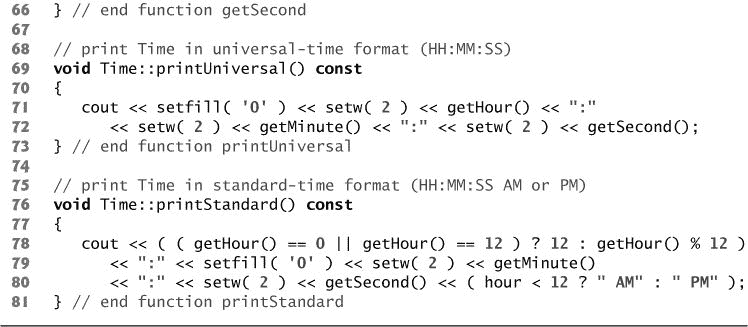 66 } // end function getSecond
67
68 // print Time in universal-time format (HH:MM:SS)
69 void Time::printUniversal() const
70 {
71 cout << setfill( '0' ) << setw( 2 ) << getHour() << ":"
72 << setw( 2 ) << getMinute() << ":" << setw( 2 ) << getSecond();
73 } // end function printUniversal
74
75 // print Time in standard-time format (HH:MM:SS AM or PM)
76 void Time::printStandard() const
77 {
78 cout << ( ( getHour() == 0 || getHour() == 12 ) ? 12 : getHour() % 12 )
79 << ":" << setfill( '0' ) << setw( 2 ) << getMinute()
80 << ":" << setw( 2 ) << getSecond() << ( hour < 12 ? " AM" : " PM" );
81 } // end function printStandard